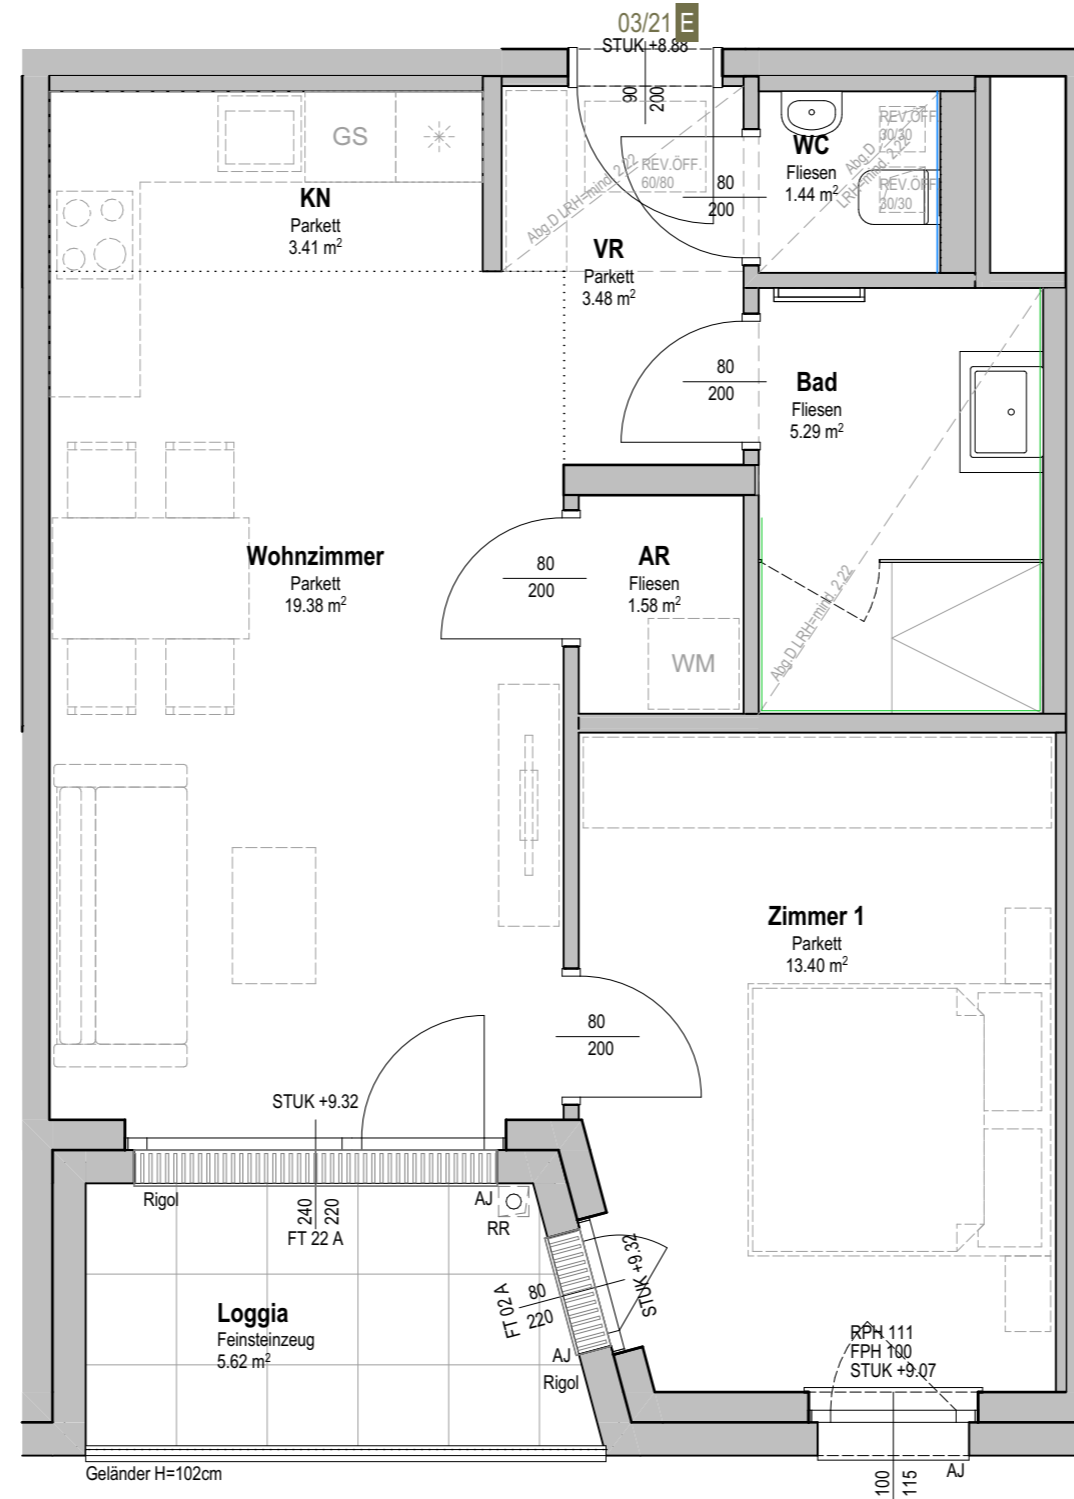 03/21 E
STUK +8.88
90
200
GS
KN
Parkett
3.41 m²
REV.ÖFF.
60/80
Abg.D LRH=mind. 2.22
VR
Parkett
3.48 m²
80
200
WC
Fliesen
1.44 m²
REV.ÖFF.
30/30
REV.ÖFF.
30/30
Abg.D
LRH=mind. 2.22
80
200
Bad
Fliesen
5.29 m²
Abg.D LRH=mind. 2.22
Wohnzimmer
Parkett
19.38 m²
80
200
AR
Fliesen
1.58 m²
WM
Zimmer 1
Parkett
13.40 m²
80
200
STUK +9.32
Rigol
240
220
FT 22 A
AJ
RR
FT 02 A
80
220
STUK +9.32
Loggia
Feinsteinzeug
5.62 m²
AJ
Rigol
RPH 111
FPH 100
STUK +9.07
Geländer H=102cm
100
115
AJ